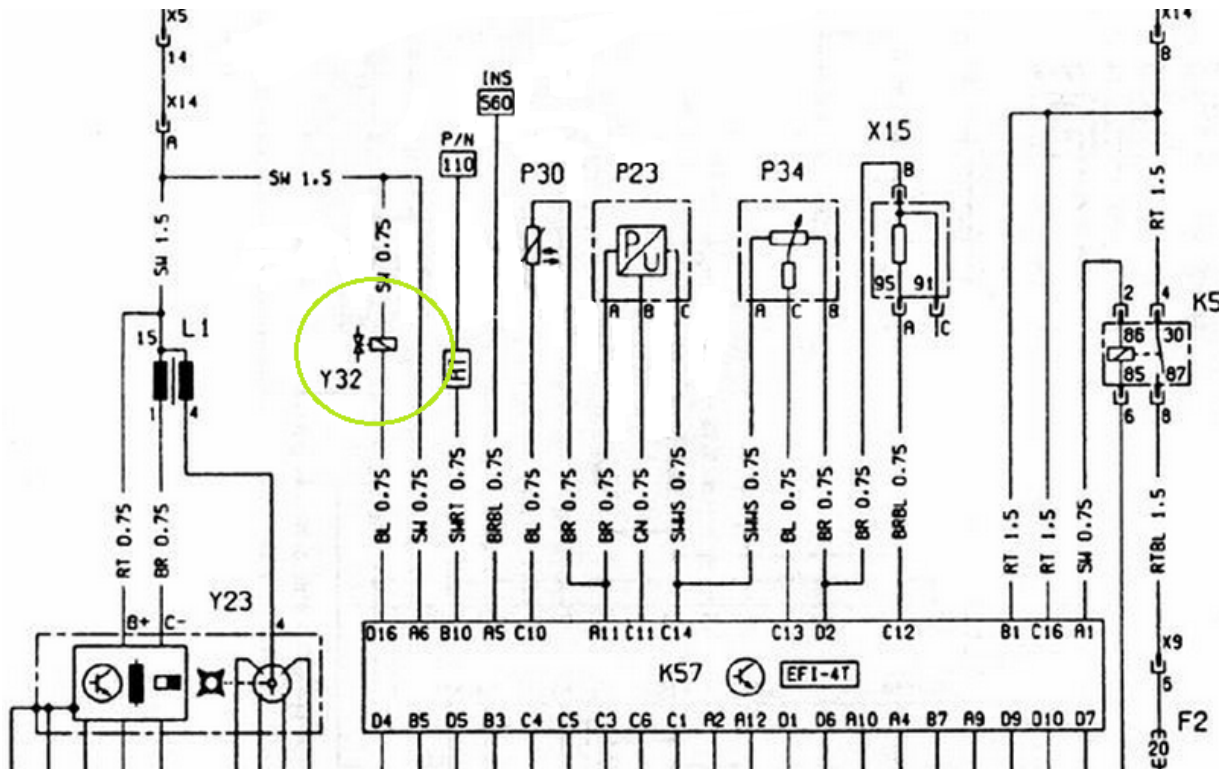 X5
14
X14
A
SW 1.5
SW 1.5
L1
15
1
4
RT 0.75
BR 0.75
Y23
B+
C-
4
SW 0.75
Y32
BL 0.75
SW 0.75
P/N
110
AT
SWRT 0.75
INS
560
BRBL 0.75
P30
BL 0.75
BR 0.75
P23
P
U
A
B
C
BR 0.75
GN 0.75
SWWS 0.75
P34
A
C
B
SWWS 0.75
BL 0.75
BR 0.75
X15
B
95
91
A
C
BR 0.75
BRBL 0.75
X14
B
RT 1.5
RT 1.5
RT 1.5
SW 0.75
2
4
K5
86
30
85
87
6
8
RTBL 1.5
X9
5
F2
20
D16 A6 B10 A5 C10 A11 C11 C14 C13 D2 C12 B1 C16 A1
K57
EFI-4T
D4 B5 D5 B3 C4 C5 C3 C6 C1 A2 A12 D1 D6 A10 A4 B7 A9 D9 D10 D7